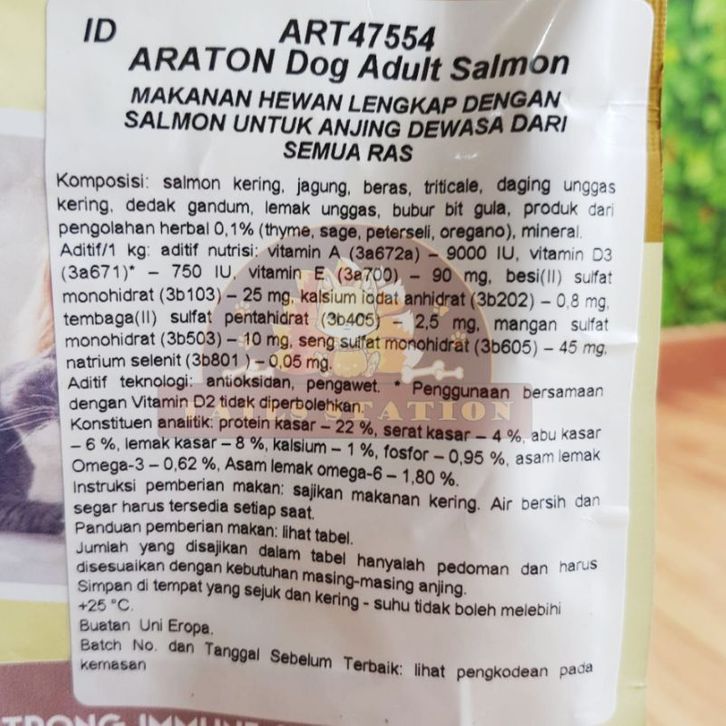 ID
ART47554
ARATON Dog Adult Salmon
MAKANAN HEWAN LENGKAP DENGAN
SALMON UNTUK ANJING DEWASA DARI
SEMUA RAS
Komposisi: salmon kering, jagung, beras, triticale, daging unggas
kering, dedak gandum, lemak unggas, bubur bit gula, produk dari
pengolahan herbal 0,1% (thyme, sage, peterseli, oregano), mineral.
Aditif/1 kg: aditif nutrisi: vitamin A (3a672a) – 9000 IU, vitamin D3
(3a671)* – 750 IU, vitamin E (3a700) – 90 mg, besi(II) sulfat
monohidrat (3b103) – 25 mg, kalsium iodat anhidrat (3b202) – 0,8 mg,
tembaga(II) sulfat pentahidrat (3b405) – 2,5 mg, mangan sulfat
monohidrat (3b503) – 10 mg, seng sulfat monohidrat (3b605) – 45 mg,
natrium selenit (3b801 ) – 0,05 mg.
Aditif teknologi: antioksidan, pengawet. * Penggunaan bersamaan
dengan Vitamin D2 tidak diperbolehkan.
TAILS STATION
Konstituen analitik: protein kasar – 22 %, serat kasar – 4 %, abu kasar
– 6 %, lemak kasar – 8 %, kalsium – 1 %, fosfor – 0,95 %, asam lemak
Omega-3 – 0,62 %, Asam lemak omega-6 – 1,80 %.
Instruksi pemberian makan: sajikan makanan kering. Air bersih dan
segar harus tersedia setiap saat.
Panduan pemberian makan: lihat tabel.
Jumlah yang disajikan dalam tabel hanyalah pedoman dan harus
disesuaikan dengan kebutuhan masing-masing anjing.
Simpan di tempat yang sejuk dan kering - suhu tidak boleh melebihi
+25 °C.
Buatan Uni Eropa.
Batch No. dan Tanggal Sebelum Terbaik: lihat pengkodean pada
kemasan
STRONG IMMUNE